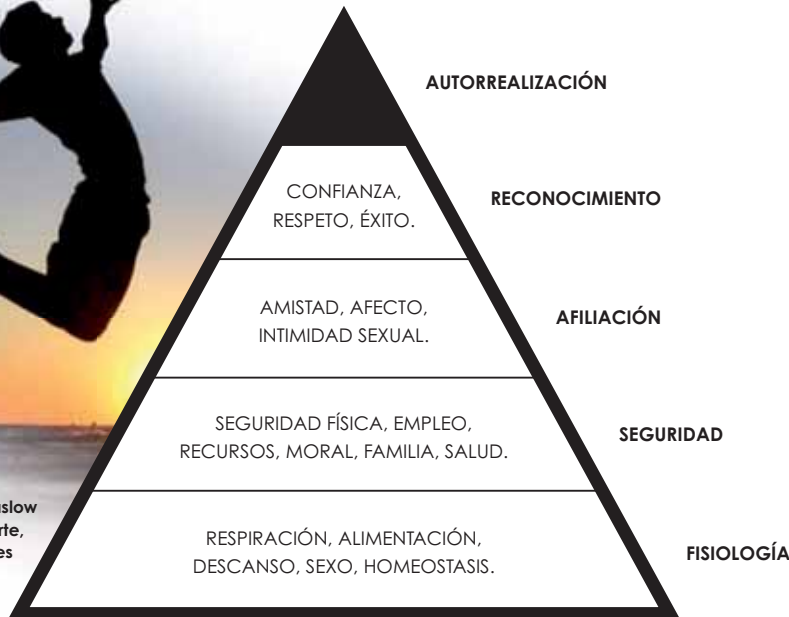 AUTORREALIZACIÓN
CONFIANZA,
RESPETO, ÉXITO.
RECONOCIMIENTO
AMISTAD, AFECTO,
INTIMIDAD SEXUAL.
AFILIACIÓN
SEGURIDAD FÍSICA, EMPLEO,
RECURSOS, MORAL, FAMILIA, SALUD.
SEGURIDAD
RESPIRACIÓN, ALIMENTACIÓN,
DESCANSO, SEXO, HOMEOSTASIS.
FISIOLOGÍA